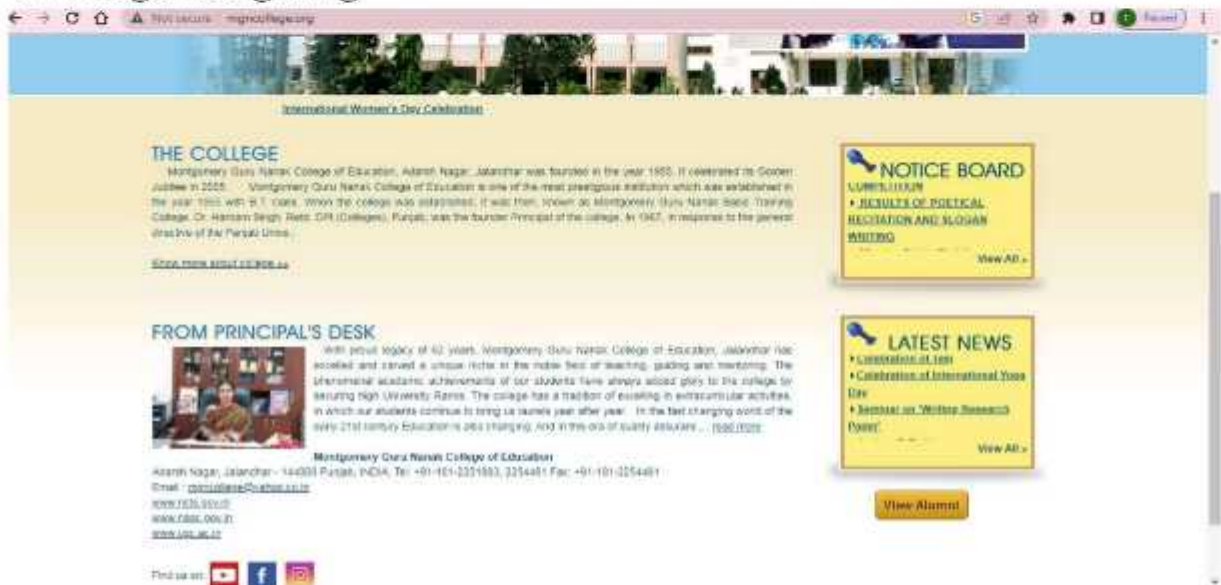 Not secure mgncollege.org
International Women's Day Celebration
THE COLLEGE
Montgomery Guru Nanak College of Education, Adarsh Nagar, Jalandhar was founded in the year 1955. It celebrated its Golden
Jubilee in 2005. Montgomery Guru Nanak College of Education is one of the most prestigious institution which was established in
the year 1955 with B.T. class. When the college was established, it was then, known as Montgomery Guru Nanak Basic Training
College. Dr. Harnam Singh, Retd. DPI (Colleges), Punjab, was the founder Principal of the college. In 1967, in response to the general
directive of the Panjab Unive..
Know more about college »»
FROM PRINCIPAL'S DESK
With proud legacy of 62 years, Montgomery Guru Nanak College of Education, Jalandhar has
excelled and carved a unique niche in the noble field of teaching, guiding and mentoring. The
phenomenal academic achievements of our students have always added glory to the college by
securing high University Ranks. The college has a tradition of excelling in extracurricular activities,
in which our students continue to bring us laurels year after year. In the fast changing world of the
early 21st century Education is also changing. And in this era of quality assuranc ... read more
Montgomery Guru Nanak College of Education
Adarsh Nagar, Jalandhar - Punjab, INDIA, Tel: Fax: +91-181-2254481
Email : mgncollege@yahoo.co.in
www.ncte.gov.in
www.ugc.ac.in
Find us on:
NOTICE BOARD
COMPETITION
RESULTS OF POETICAL
RECITATION AND SLOGAN
WRITING
View All »
LATEST NEWS
Celebration of Teej
Celebration of International Yoga
Day
Seminar on 'Writing Research
Paper'
View All »
View Alumni